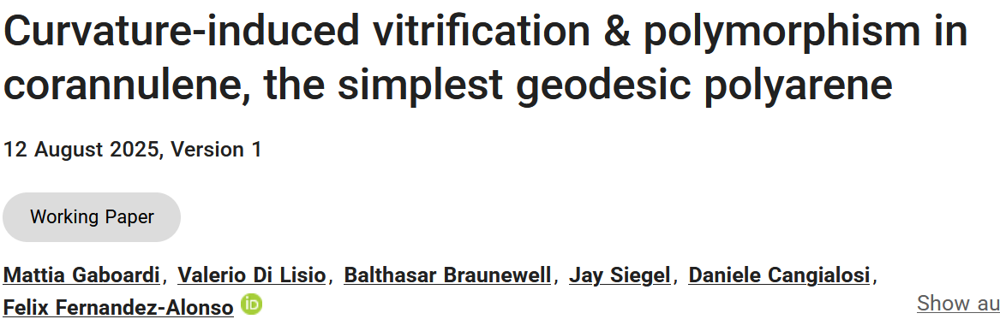 Curvature-induced vitrification & polymorphism in
corannulene, the simplest geodesic polyarene
12 August 2025, Version 1
Working Paper
Mattia Gaboardi, Valerio Di Lisio, Balthasar Braunewell, Jay Siegel, Daniele Cangialosi,
Felix Fernandez-Alonso iD
Show au